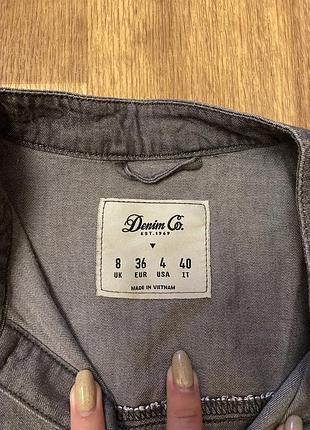 Denim Co.
EST. 1969
8 36 4 40
UK EUR USA IT
MADE IN VIETNAM